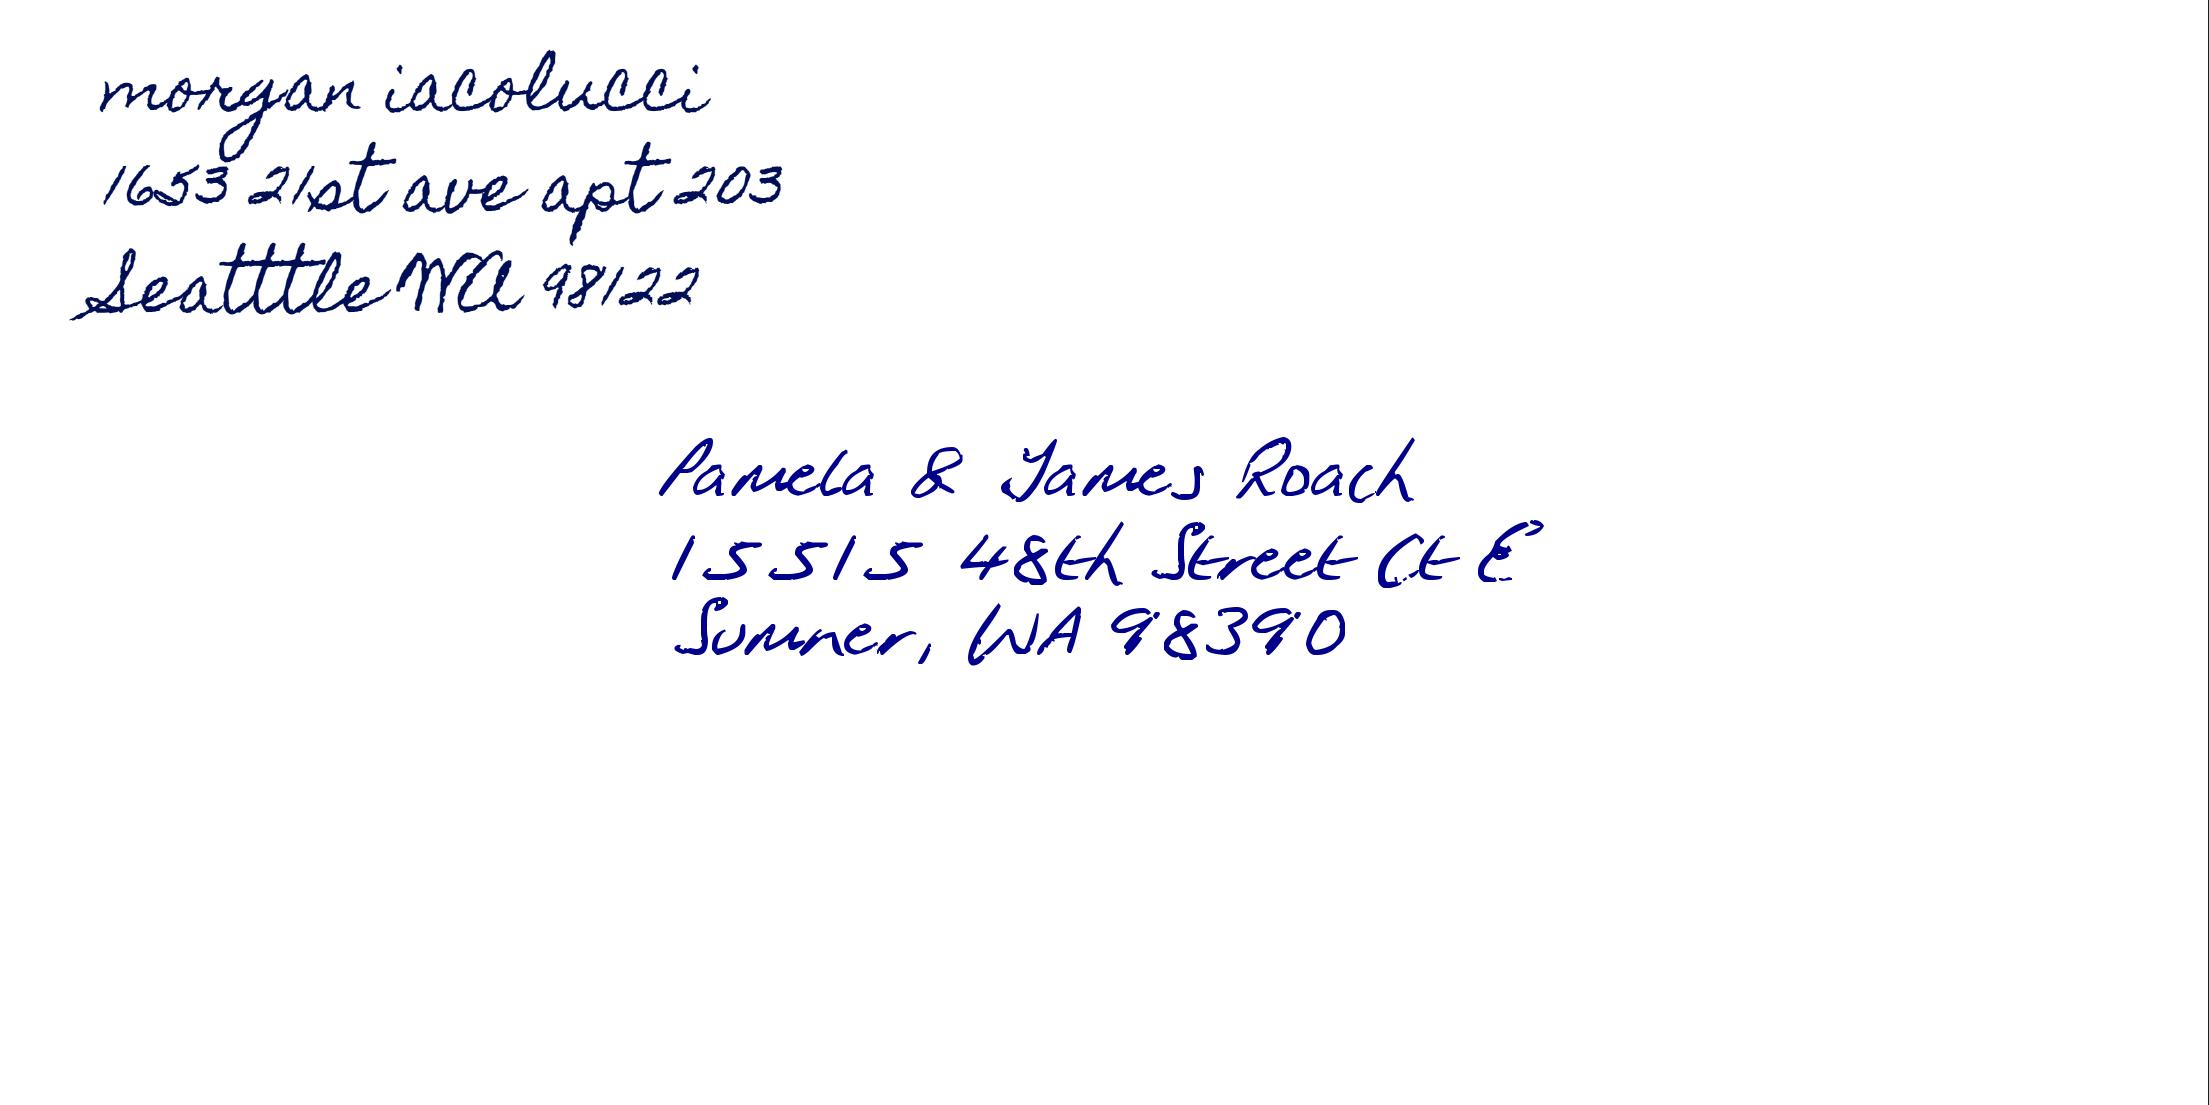 morgan iacolucci
1653 21st ave apt 203
Seatttle WA 98122
Pamela & James Roach
15515 48th Street Ct E
Sumner, WA 98390